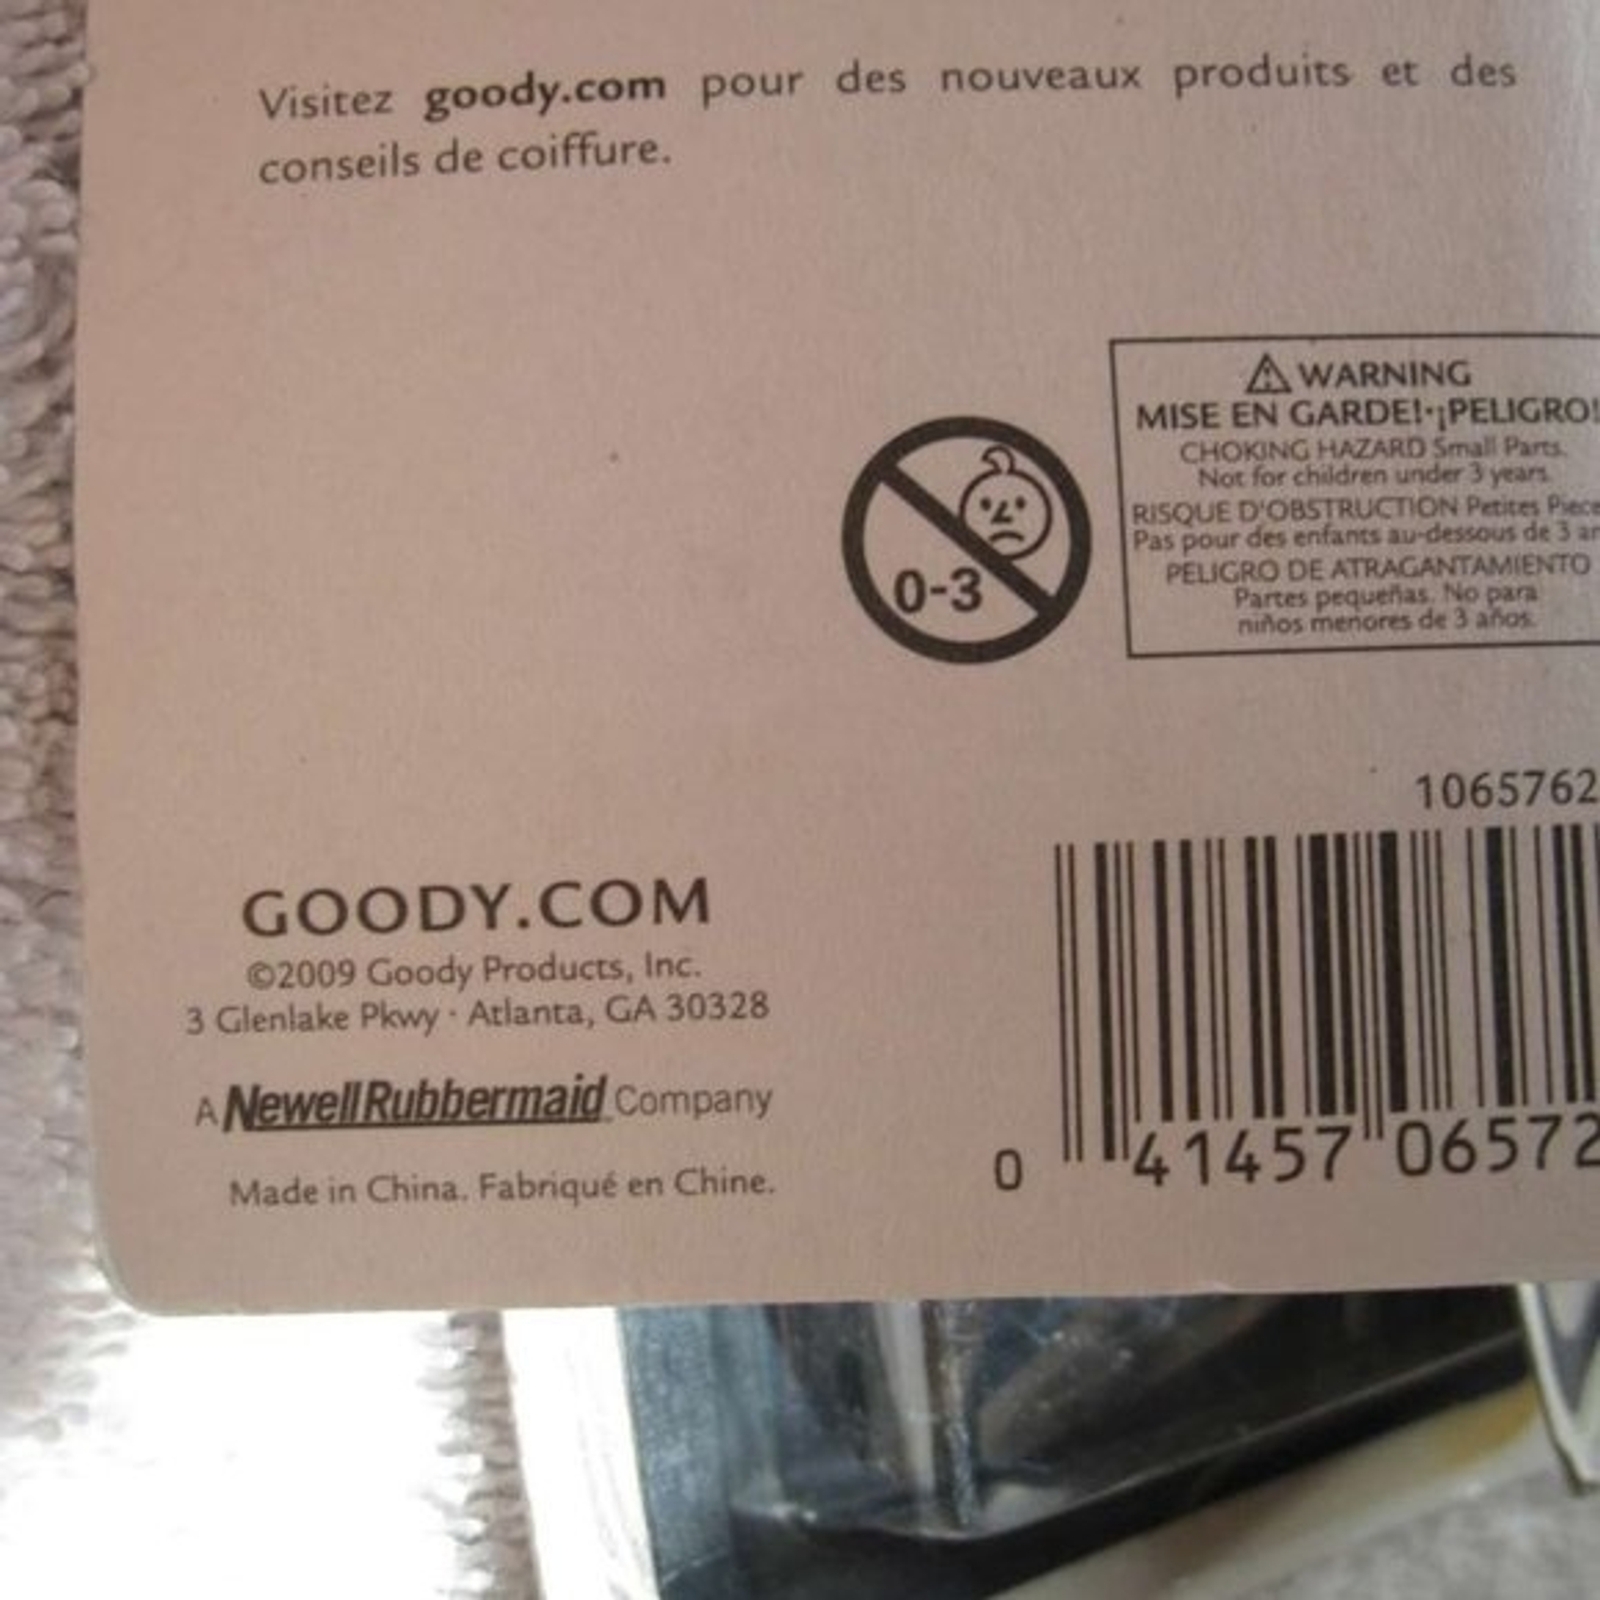 Visitez goody.com pour des nouveaux produits et des
conseils de coiffure.
WARNING
MISE EN GARDE!·¡PELIGRO!
CHOKING HAZARD Small Parts.
Not for children under 3 years.
RISQUE D'OBSTRUCTION Petites Piece
Pas pour des enfants au-dessous de 3 an
PELIGRO DE ATRAGANTAMIENTO
Partes pequeñas. No para
niños menores de 3 años.
0-3
1065762
GOODY.COM
©2009 Goody Products, Inc.
3 Glenlake Pkwy · Atlanta, GA 30328
A NewellRubbermaid Company
Made in China. Fabriqué en Chine.
0 41457 06572